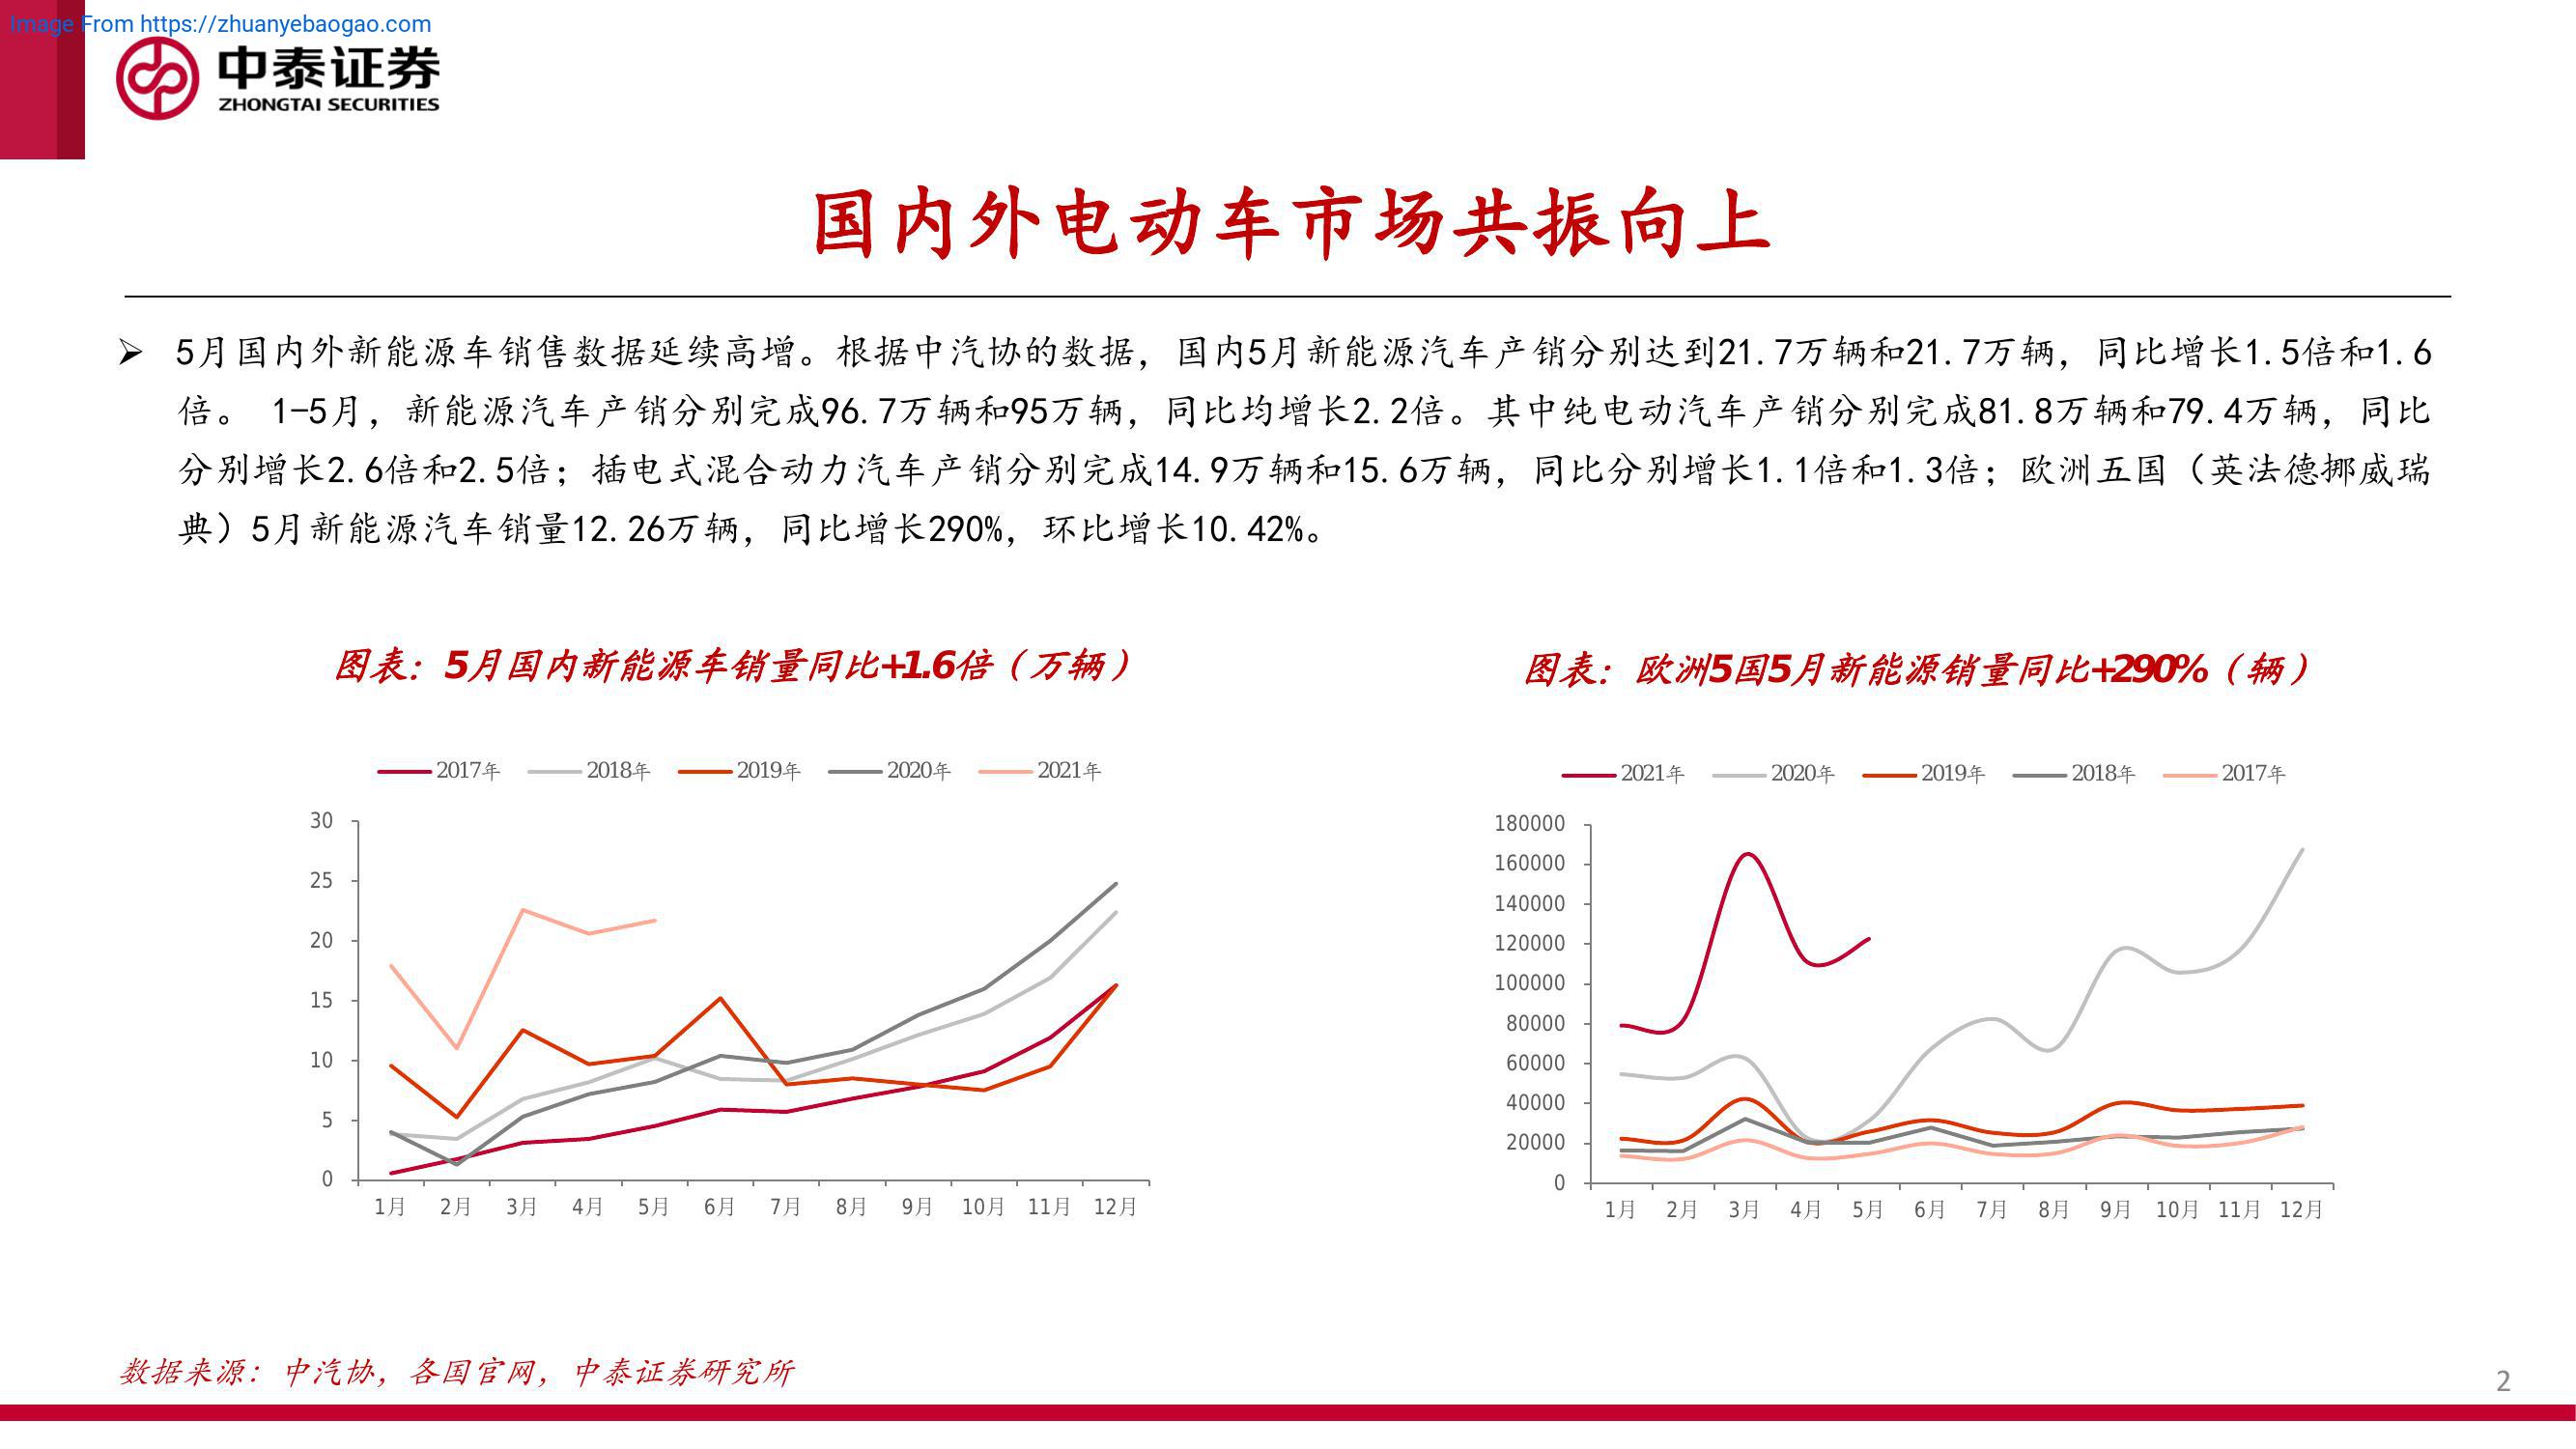 Image From https://zhuanyebaogao.com
中泰证券
ZHONGTAI SECURITIES
国内外电动车市场共振向上
5月国内外新能源车销售数据延续高增。根据中汽协的数据，国内5月新能源汽车产销分别达到21.7万辆和21.7万辆，同比增长1.5倍和1.6
倍。 1-5月，新能源汽车产销分别完成96.7万辆和95万辆，同比均增长2.2倍。其中纯电动汽车产销分别完成81.8万辆和79.4万辆，同比
分别增长2.6倍和2.5倍；插电式混合动力汽车产销分别完成14.9万辆和15.6万辆，同比分别增长1.1倍和1.3倍；欧洲五国（英法德挪威瑞
典）5月新能源汽车销量12.26万辆，同比增长290%，环比增长10.42%。
图表：5月国内新能源车销量同比+1.6倍（万辆）
2017年 2018年 2019年 2020年 2021年
30
25
20
15
10
5
0
1月 2月 3月 4月 5月 6月 7月 8月 9月 10月 11月 12月
图表：欧洲5国5月新能源销量同比+290%（辆）
2021年 2020年 2019年 2018年 2017年
180000
160000
140000
120000
100000
80000
60000
40000
20000
0
1月 2月 3月 4月 5月 6月 7月 8月 9月 10月 11月 12月
数据来源：中汽协，各国官网，中泰证券研究所
2